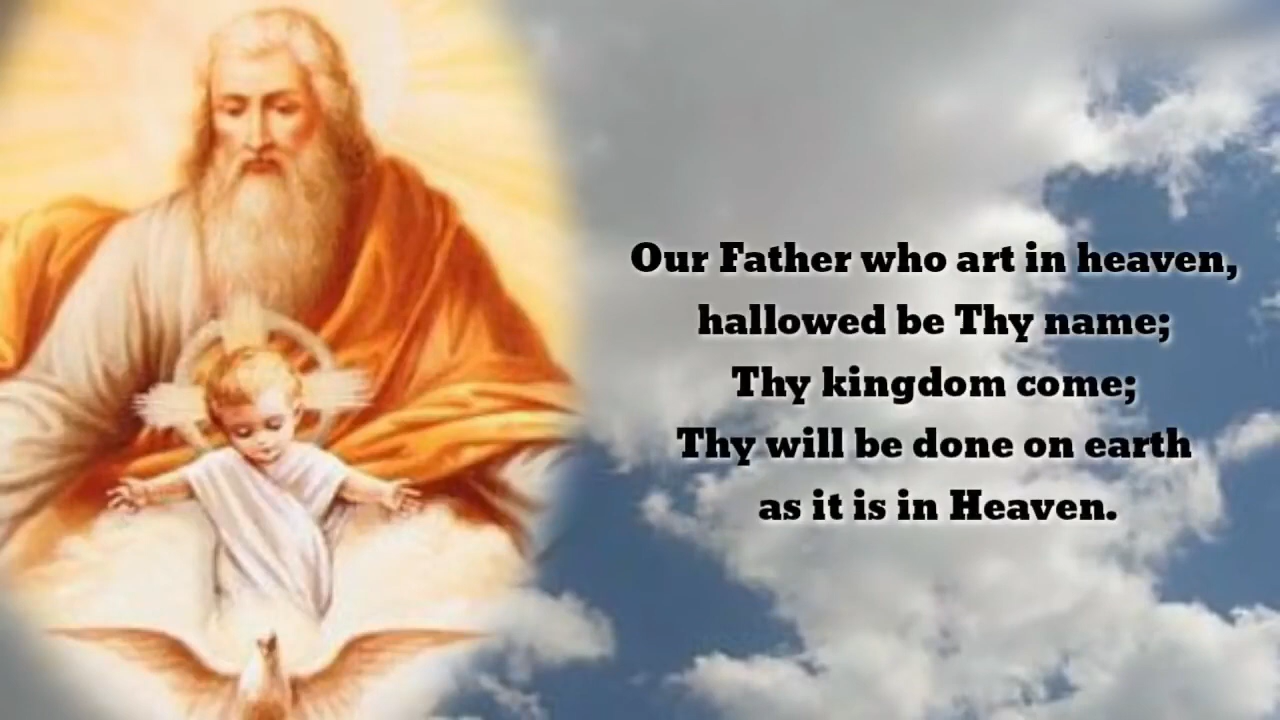 Our Father who art in heaven,
hallowed be Thy name;
Thy kingdom come;
Thy will be done on earth
as it is in Heaven.